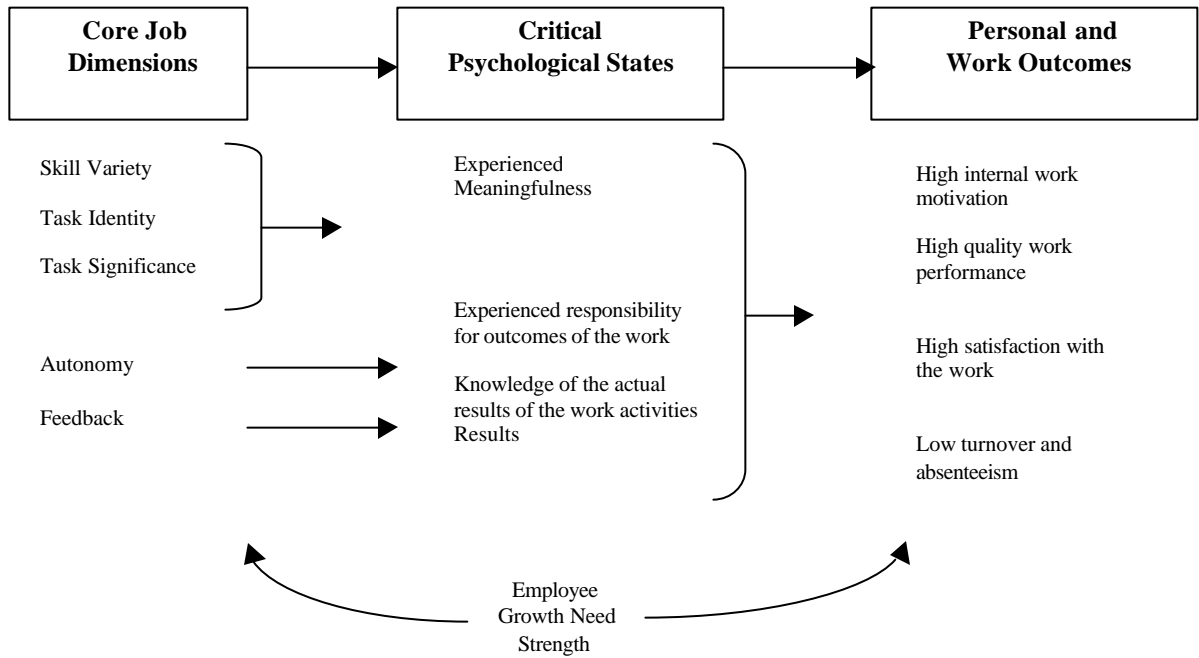 Core Job
Dimensions
Critical
Psychological States
Personal and
Work Outcomes
Skill Variety
Task Identity
Task Significance
Autonomy
Feedback
Experienced
Meaningfulness
Experienced responsibility
for outcomes of the work
Knowledge of the actual
results of the work activities
Results
High internal work
motivation
High quality work
performance
High satisfaction with
the work
Low turnover and
absenteeism
Employee
Growth Need
Strength